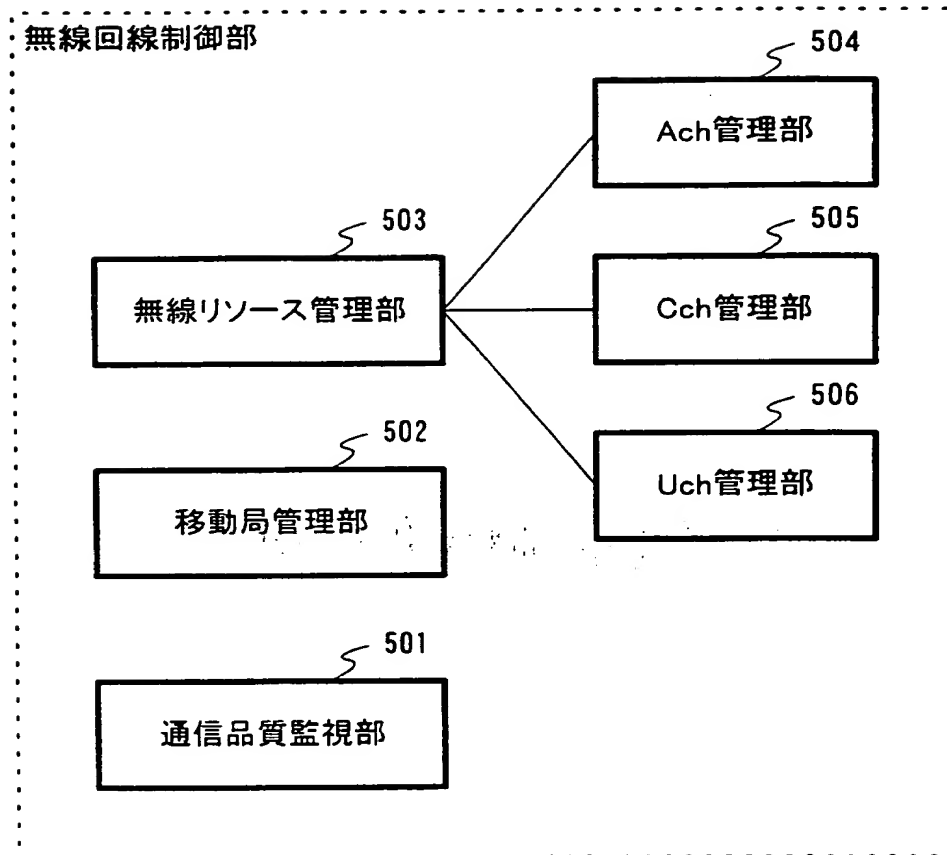 無線回線制御部
504
Ach管理部
503
505
無線リソース管理部
Cch管理部
502
506
移動局管理部
Uch管理部
501
通信品質監視部